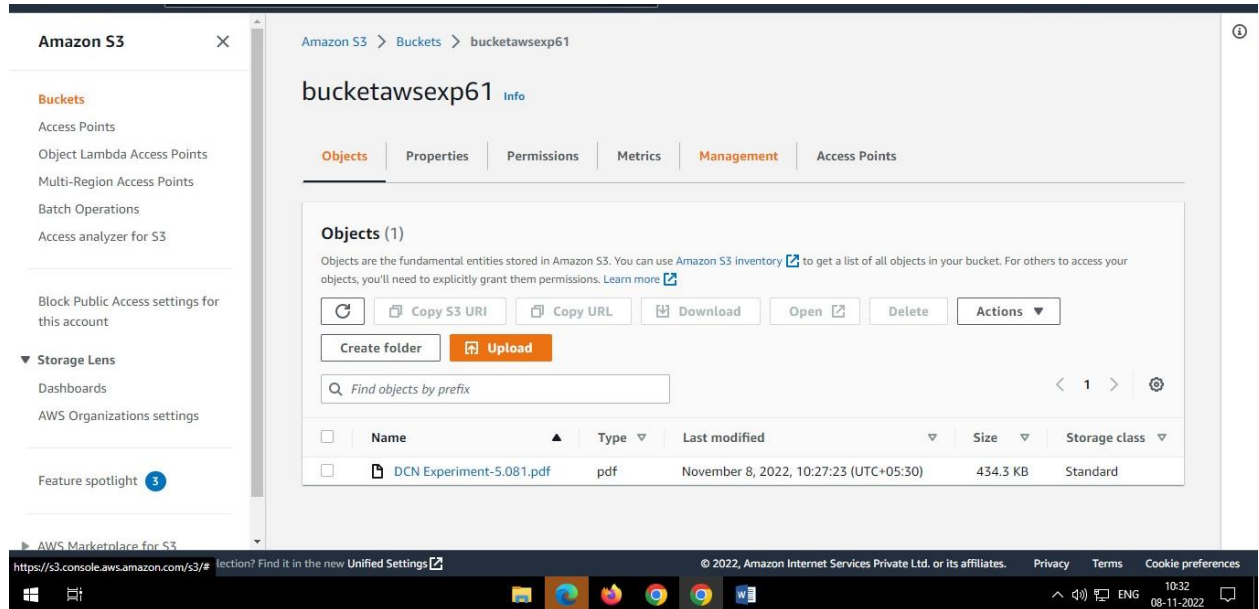 Amazon S3
Buckets
Access Points
Object Lambda Access Points
Multi-Region Access Points
Batch Operations
Access analyzer for S3
Block Public Access settings for
this account
Storage Lens
Dashboards
AWS Organizations settings
Feature spotlight 3
AWS Marketplace for S3
Amazon S3 > Buckets > bucketawsexp61
bucketawsexp61 Info
Objects Properties Permissions Metrics Management Access Points
Objects (1)
Objects are the fundamental entities stored in Amazon S3. You can use Amazon S3 inventory to get a list of all objects in your bucket. For others to access your
objects, you'll need to explicitly grant them permissions. Learn more
Copy S3 URI Copy URL Download Open Delete Actions
Create folder Upload
Find objects by prefix
< 1 >
Name Type Last modified Size Storage class
DCN Experiment-5.081.pdf pdf November 8, 2022, 10:27:23 (UTC+05:30) 434.3 KB Standard
https://s3.console.aws.amazon.com/s3/# lection? Find it in the new Unified Settings © 2022, Amazon Internet Services Private Ltd. or its affiliates. Privacy Terms Cookie preferences
ENG 10:32
08-11-2022